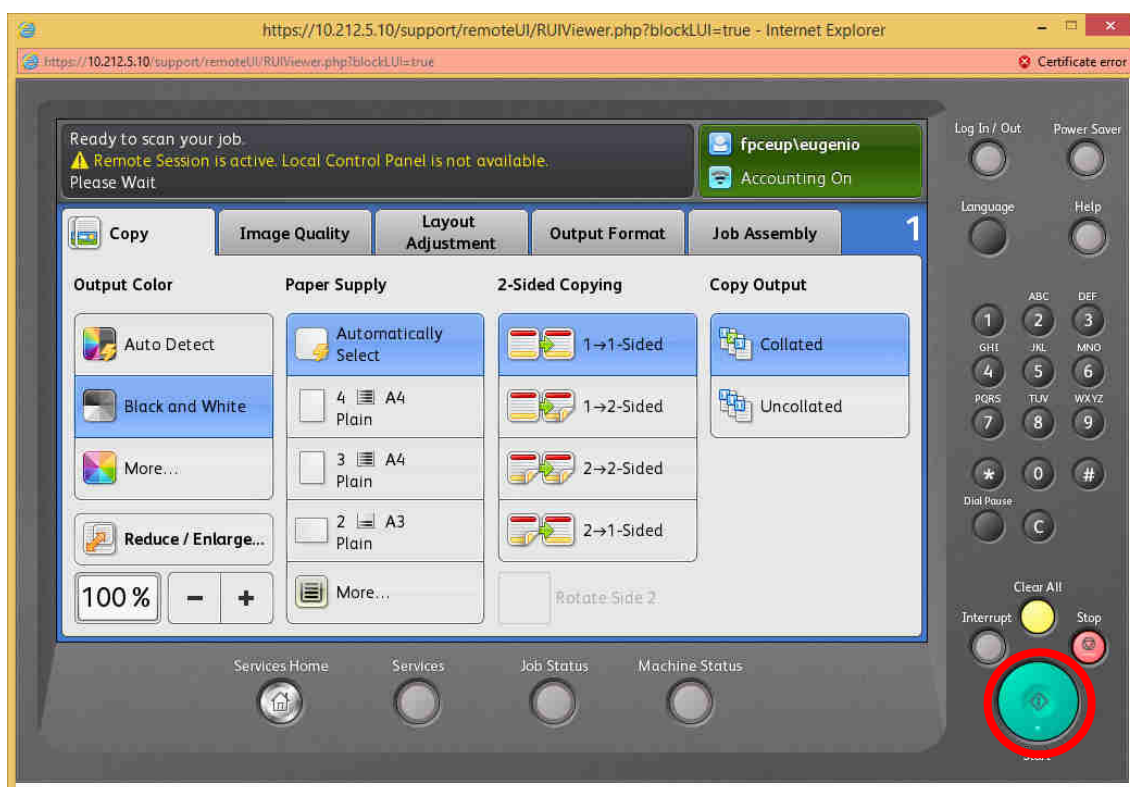 https://10.212.5.10/support/remoteUI/RUIViewer.php?blockLUI=true - Internet Explorer
https://10.212.5.10/support/remoteUI/RUIViewer.php?blockLUI=true
Certificate error
Ready to scan your job.
Remote Session is active. Local Control Panel is not available.
Please Wait
fpceup\eugenio
Accounting On
Copy
Image Quality
Layout
Adjustment
Output Format
Job Assembly
1
Output Color
Auto Detect
Black and White
More...
Reduce / Enlarge...
100 %
−
+
Paper Supply
Automatically
Select
4 A4
Plain
3 A4
Plain
2 A3
Plain
More...
2-Sided Copying
1→1-Sided
1→2-Sided
2→2-Sided
2→1-Sided
Rotate Side 2
Copy Output
Collated
Uncollated
Services Home
Services
Job Status
Machine Status
Log In / Out
Power Saver
Language
Help
ABC DEF
1 2 3
GHI JKL MNO
4 5 6
PQRS TUV WXYZ
7 8 9
* 0 #
Dial Pause
C
Clear All
Interrupt
Stop
Start